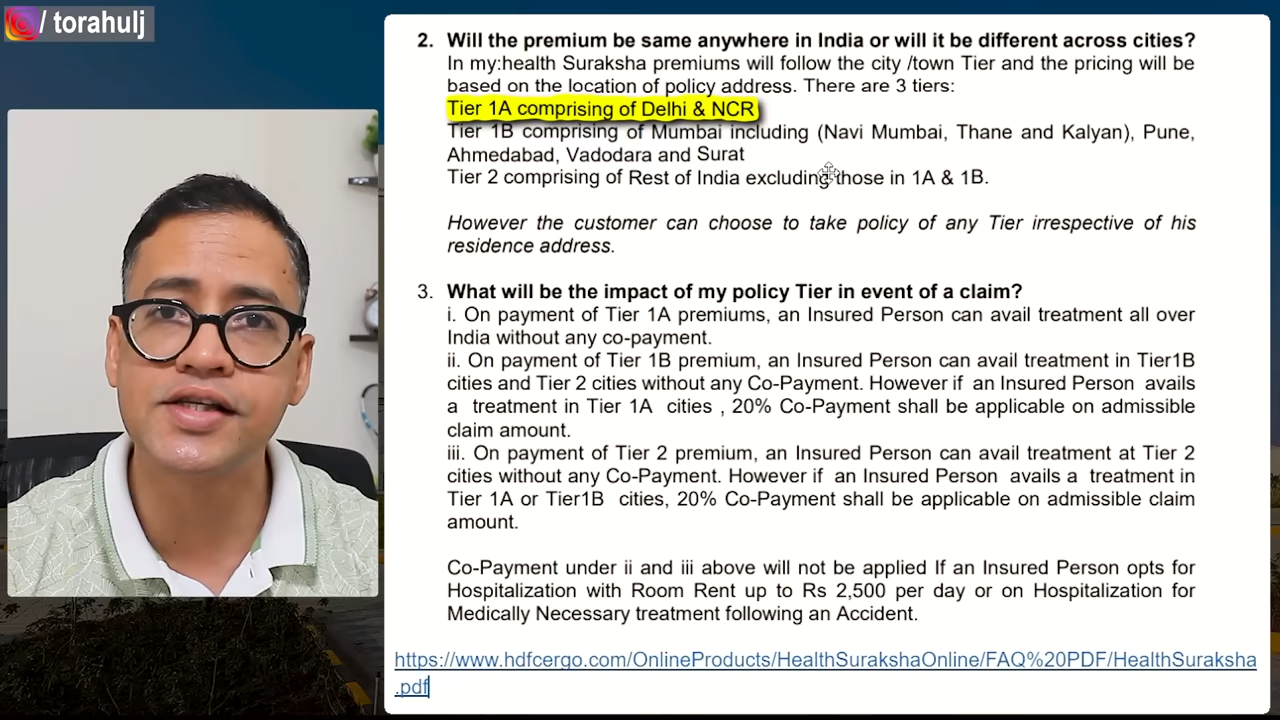 / torahulj
2. Will the premium be same anywhere in India or will it be different across cities?
In my:health Suraksha premiums will follow the city /town Tier and the pricing will be
based on the location of policy address. There are 3 tiers:
Tier 1A comprising of Delhi & NCR
Tier 1B comprising of Mumbai including (Navi Mumbai, Thane and Kalyan), Pune,
Ahmedabad, Vadodara and Surat
Tier 2 comprising of Rest of India excluding those in 1A & 1B.
However the customer can choose to take policy of any Tier irrespective of his
residence address.
3. What will be the impact of my policy Tier in event of a claim?
i. On payment of Tier 1A premiums, an Insured Person can avail treatment all over
India without any co-payment.
ii. On payment of Tier 1B premium, an Insured Person can avail treatment in Tier1B
cities and Tier 2 cities without any Co-Payment. However if an Insured Person avails
a treatment in Tier 1A cities , 20% Co-Payment shall be applicable on admissible
claim amount.
iii. On payment of Tier 2 premium, an Insured Person can avail treatment at Tier 2
cities without any Co-Payment. However if an Insured Person avails a treatment in
Tier 1A or Tier1B cities, 20% Co-Payment shall be applicable on admissible claim
amount.
Co-Payment under ii and iii above will not be applied If an Insured Person opts for
Hospitalization with Room Rent up to Rs 2,500 per day or on Hospitalization for
Medically Necessary treatment following an Accident.
https://www.hdfcergo.com/OnlineProducts/HealthSurakshaOnline/FAQ%20PDF/HealthSuraksha
.pdf